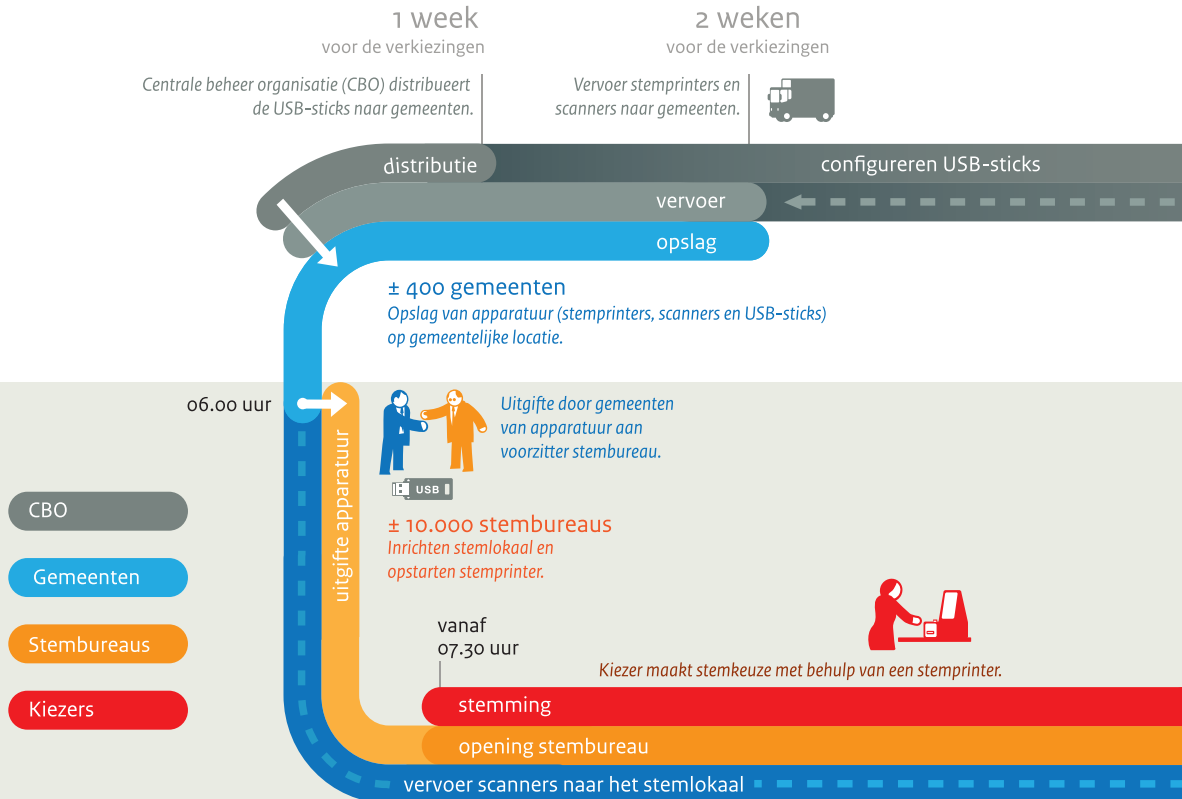 1 week
voor de verkiezingen
2 weken
voor de verkiezingen
Centrale beheer organisatie (CBO) distribueert
de USB-sticks naar gemeenten.
Vervoer stemprinters en
scanners naar gemeenten.
distributie
configureren USB-sticks
vervoer
opslag
± 400 gemeenten
Opslag van apparatuur (stemprinters, scanners en USB-sticks)
op gemeentelijke locatie.
06.00 uur
Uitgifte door gemeenten
van apparatuur aan
voorzitter stembureau.
USB
uitgifte apparatuur
± 10.000 stembureaus
Inrichten stemlokaal en
opstarten stemprinter.
CBO
Gemeenten
Stembureaus
Kiezers
vanaf
07.30 uur
Kiezer maakt stemkeuze met behulp van een stemprinter.
stemming
opening stembureau
vervoer scanners naar het stemlokaal